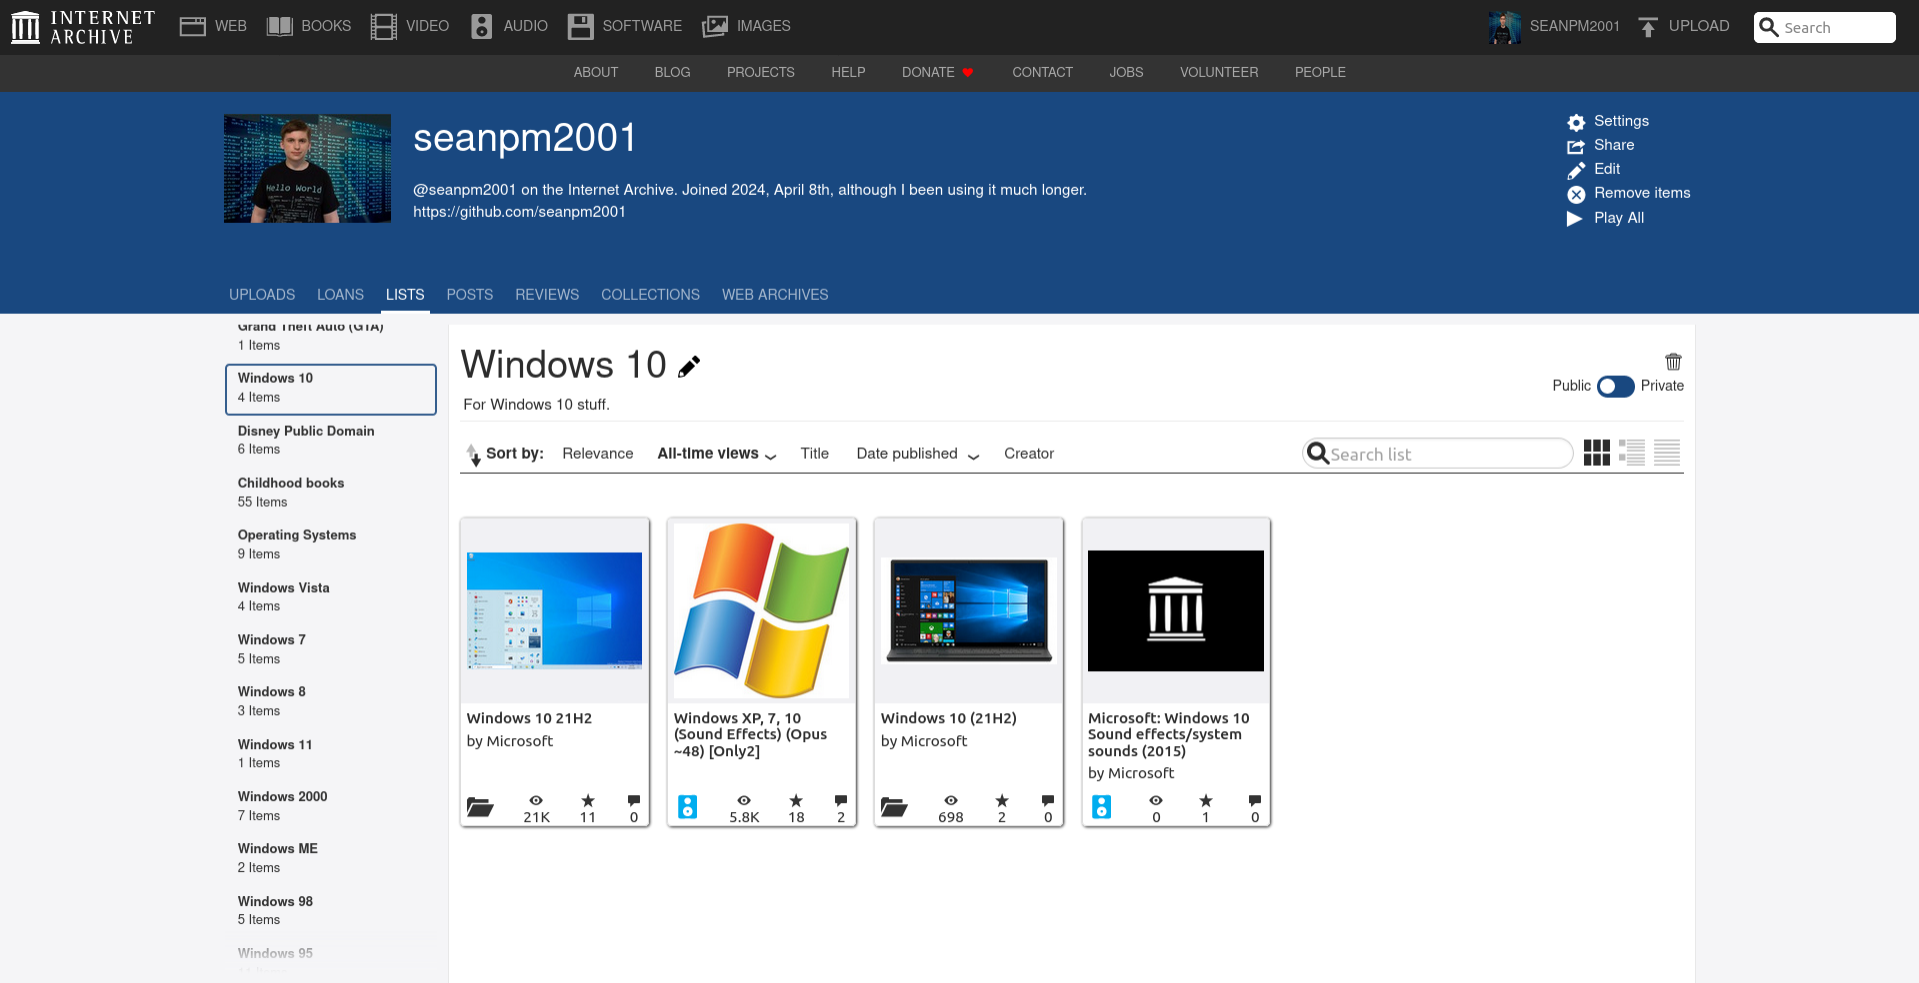 INTERNET ARCHIVE
WEB
BOOKS
VIDEO
AUDIO
SOFTWARE
IMAGES
SEANPM2001
UPLOAD
Search
ABOUT
BLOG
PROJECTS
HELP
DONATE
CONTACT
JOBS
VOLUNTEER
PEOPLE
Hello World
seanpm2001
@seanpm2001 on the Internet Archive. Joined 2024, April 8th, although I been using it much longer.
https://github.com/seanpm2001
Settings
Share
Edit
Remove items
Play All
UPLOADS
LOANS
LISTS
POSTS
REVIEWS
COLLECTIONS
WEB ARCHIVES
Grand Theft Auto (GTA)
1 Items
Windows 10
4 Items
Disney Public Domain
6 Items
Childhood books
55 Items
Operating Systems
9 Items
Windows Vista
4 Items
Windows 7
5 Items
Windows 8
3 Items
Windows 11
1 Items
Windows 2000
7 Items
Windows ME
2 Items
Windows 98
5 Items
Windows 95
Windows 10
For Windows 10 stuff.
Public
Private
Sort by:
Relevance
All-time views
Title
Date published
Creator
Search list
Windows 10 21H2
by Microsoft
21K
11
0
Windows XP, 7, 10
(Sound Effects) (Opus
~48) [Only2]
5.8K
18
2
Windows 10 (21H2)
by Microsoft
698
2
0
Microsoft: Windows 10
Sound effects/system
sounds (2015)
by Microsoft
0
1
0